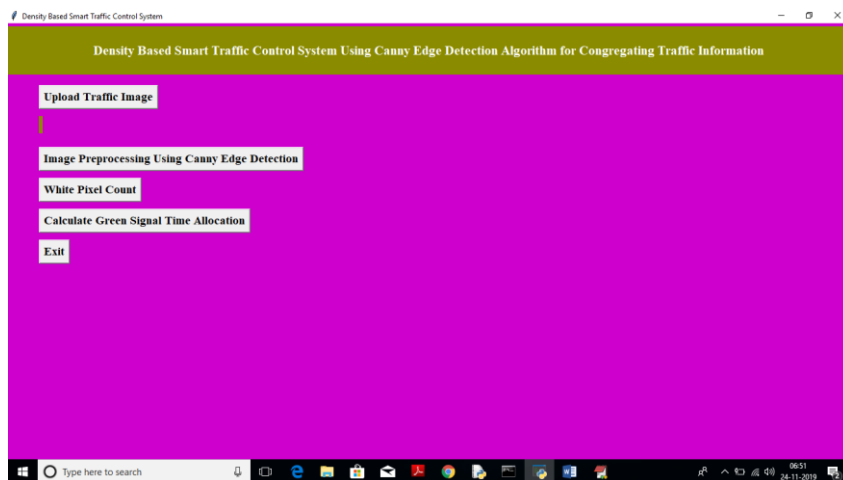 Density Based Smart Traffic Control System
Density Based Smart Traffic Control System Using Canny Edge Detection Algorithm for Congregating Traffic Information
Upload Traffic Image
Image Preprocessing Using Canny Edge Detection
White Pixel Count
Calculate Green Signal Time Allocation
Exit
Type here to search
06:51
24-11-2019